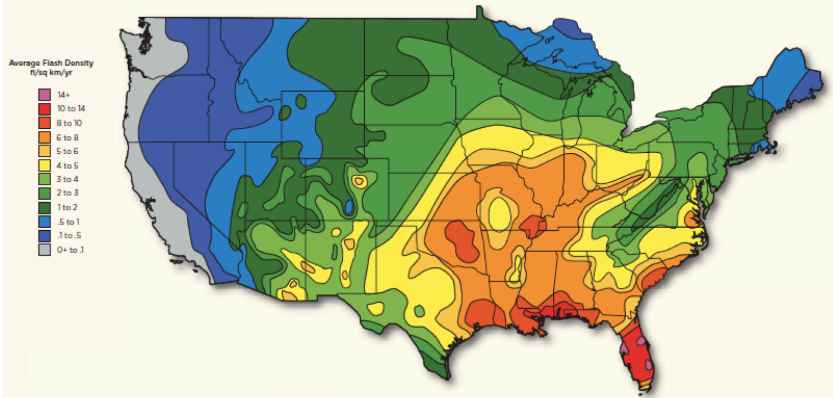 Average Flash Density
fl/sq km/yr
14+
10 to 14
8 to 10
6 to 8
5 to 6
4 to 5
3 to 4
2 to 3
1 to 2
.5 to 1
.1 to .5
0+ to .1